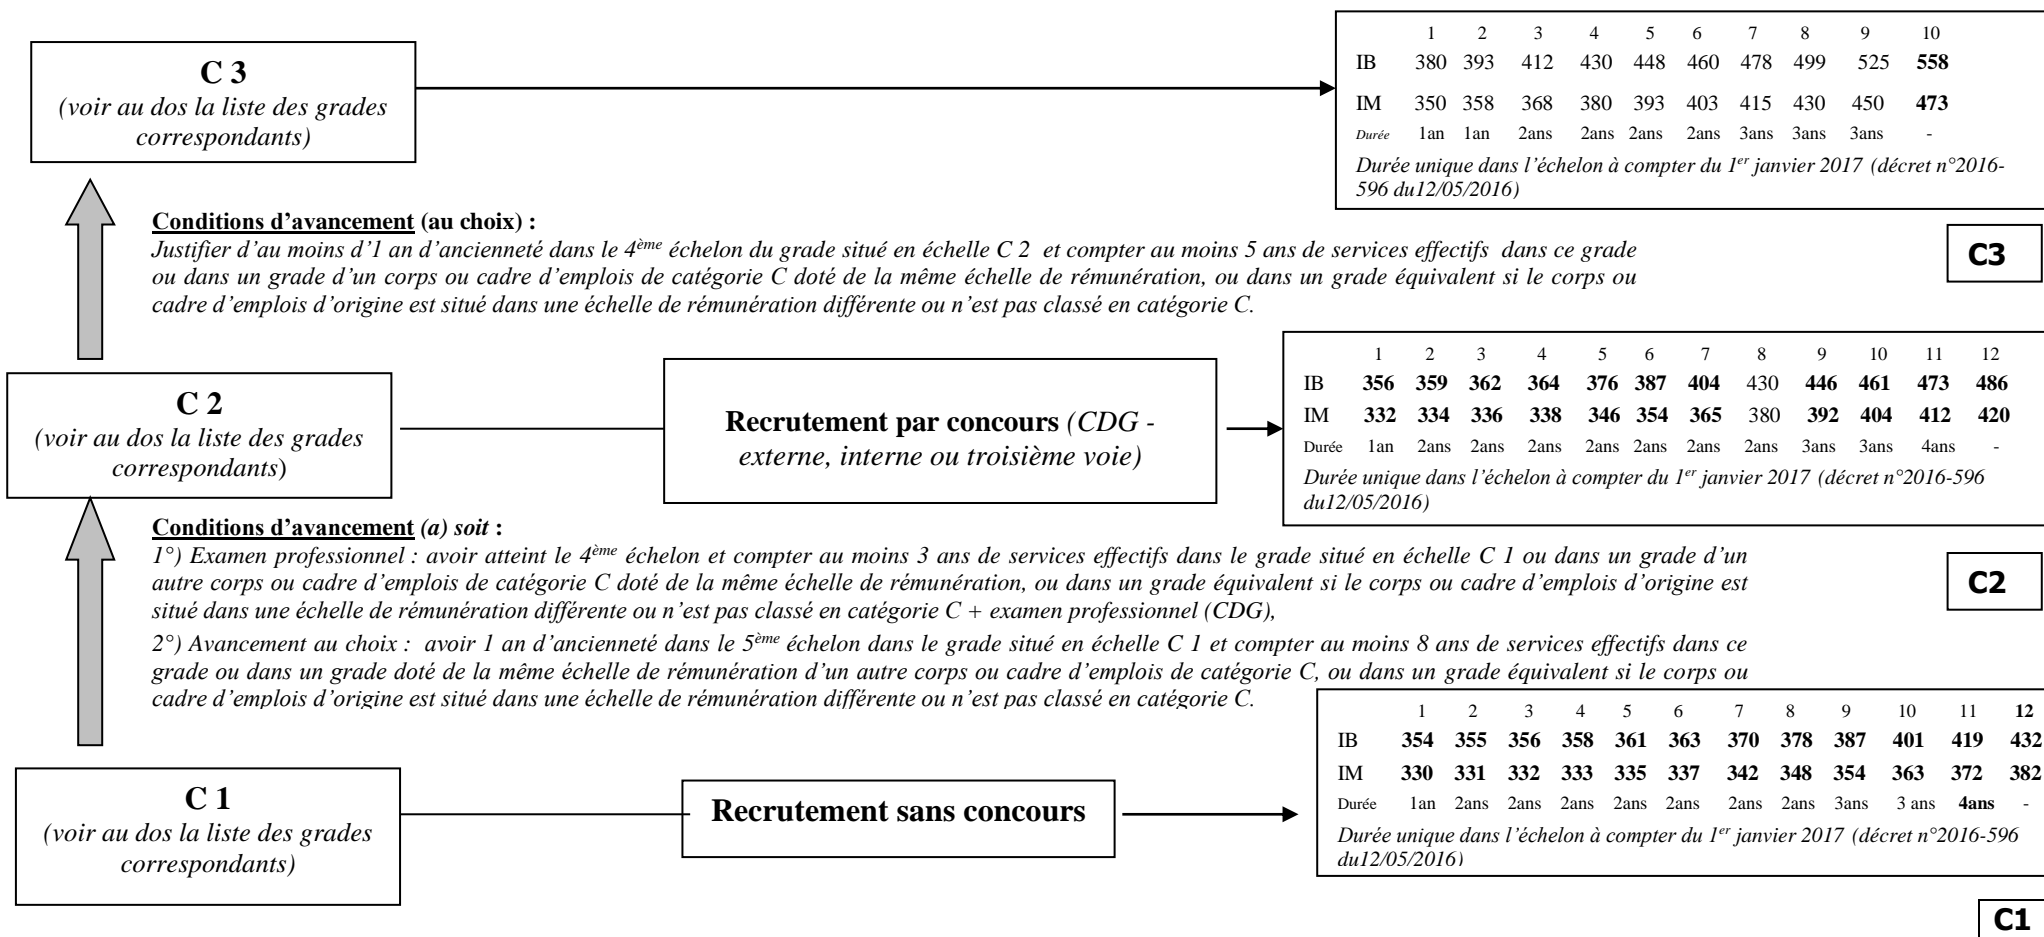 C 3
(voir au dos la liste des grades
correspondants)
1 2 3 4 5 6 7 8 9 10
IB 380 393 412 430 448 460 478 499 525 558
IM 350 358 368 380 393 403 415 430 450 473
Durée 1an 1an 2ans 2ans 2ans 2ans 3ans 3ans 3ans -
Durée unique dans l’échelon à compter du 1er janvier 2017 (décret n°2016-
596 du12/05/2016)
Conditions d’avancement (au choix) :
Justifier d’au moins d’1 an d’ancienneté dans le 4ème échelon du grade situé en échelle C 2 et compter au moins 5 ans de services effectifs dans ce grade
ou dans un grade d’un corps ou cadre d’emplois de catégorie C doté de la même échelle de rémunération, ou dans un grade équivalent si le corps ou
cadre d’emplois d’origine est situé dans une échelle de rémunération différente ou n’est pas classé en catégorie C.
C3
C 2
(voir au dos la liste des grades
correspondants)
Recrutement par concours (CDG -
externe, interne ou troisième voie)
1 2 3 4 5 6 7 8 9 10 11 12
IB 356 359 362 364 376 387 404 430 446 461 473 486
IM 332 334 336 338 346 354 365 380 392 404 412 420
Durée 1an 2ans 2ans 2ans 2ans 2ans 2ans 2ans 3ans 3ans 4ans -
Durée unique dans l’échelon à compter du 1er janvier 2017 (décret n°2016-596
du12/05/2016)
Conditions d’avancement (a) soit :
1°) Examen professionnel : avoir atteint le 4ème échelon et compter au moins 3 ans de services effectifs dans le grade situé en échelle C 1 ou dans un grade d’un
autre corps ou cadre d’emplois de catégorie C doté de la même échelle de rémunération, ou dans un grade équivalent si le corps ou cadre d’emplois d’origine est
situé dans une échelle de rémunération différente ou n’est pas classé en catégorie C + examen professionnel (CDG),
2°) Avancement au choix : avoir 1 an d’ancienneté dans le 5ème échelon dans le grade situé en échelle C 1 et compter au moins 8 ans de services effectifs dans ce
grade ou dans un grade doté de la même échelle de rémunération d’un autre corps ou cadre d’emplois de catégorie C, ou dans un grade équivalent si le corps ou
cadre d’emplois d’origine est situé dans une échelle de rémunération différente ou n’est pas classé en catégorie C.
C2
C 1
(voir au dos la liste des grades
correspondants)
Recrutement sans concours
1 2 3 4 5 6 7 8 9 10 11 12
IB 354 355 356 358 361 363 370 378 387 401 419 432
IM 330 331 332 333 335 337 342 348 354 363 372 382
Durée 1an 2ans 2ans 2ans 2ans 2ans 2ans 2ans 3ans 3 ans 4ans -
Durée unique dans l’échelon à compter du 1er janvier 2017 (décret n°2016-596
du12/05/2016)
C1